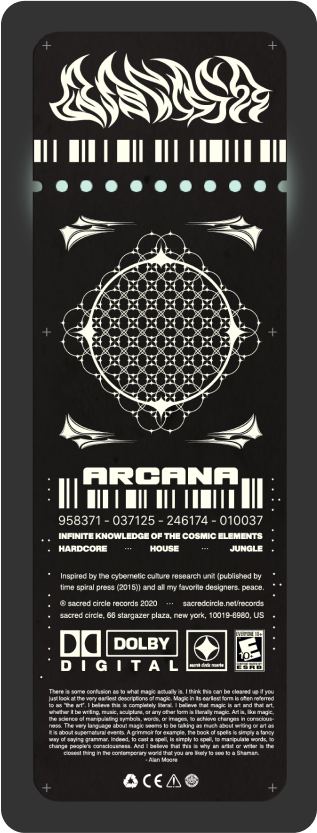 ARCANA
958371 - 037125 - 246174 - 010037
INFINITE KNOWLEDGE OF THE COSMIC ELEMENTS
HARDCORE ··· HOUSE ··· JUNGLE
Inspired by the cybernetic culture research unit (published by
time spiral press (2015)) and all my favorite designers. peace.
® sacred circle records 2020 ··· sacredcircle.net/records
sacred circle, 66 stargazer plaza, new york, 10019-6980, US
DOLBY
DIGITAL
sacred circle records
EVERYONE 10+
10+
ESRB
There is some confusion as to what magic actually is. I think this can be cleared up if you
just look at the very earliest descriptions of magic. Magic in its earliest form is often referred
to as "the art". I believe this is completely literal. I believe that magic is art and that art,
whether it be writing, music, sculpture, or any other form is literally magic. Art is, like magic,
the science of manipulating symbols, words, or images, to achieve changes in conscious-
ness. The very language about magic seems to be talking as much about writing or art as
it is about supernatural events. A grimmoir for example, the book of spells is simply a fancy
way of saying grammar. Indeed, to cast a spell, is simply to spell, to manipulate words, to
change people's consciousness. And I believe that this is why an artist or writer is the
closest thing in the contemporary world that you are likely to see to a Shaman.
- Alan Moore
CE